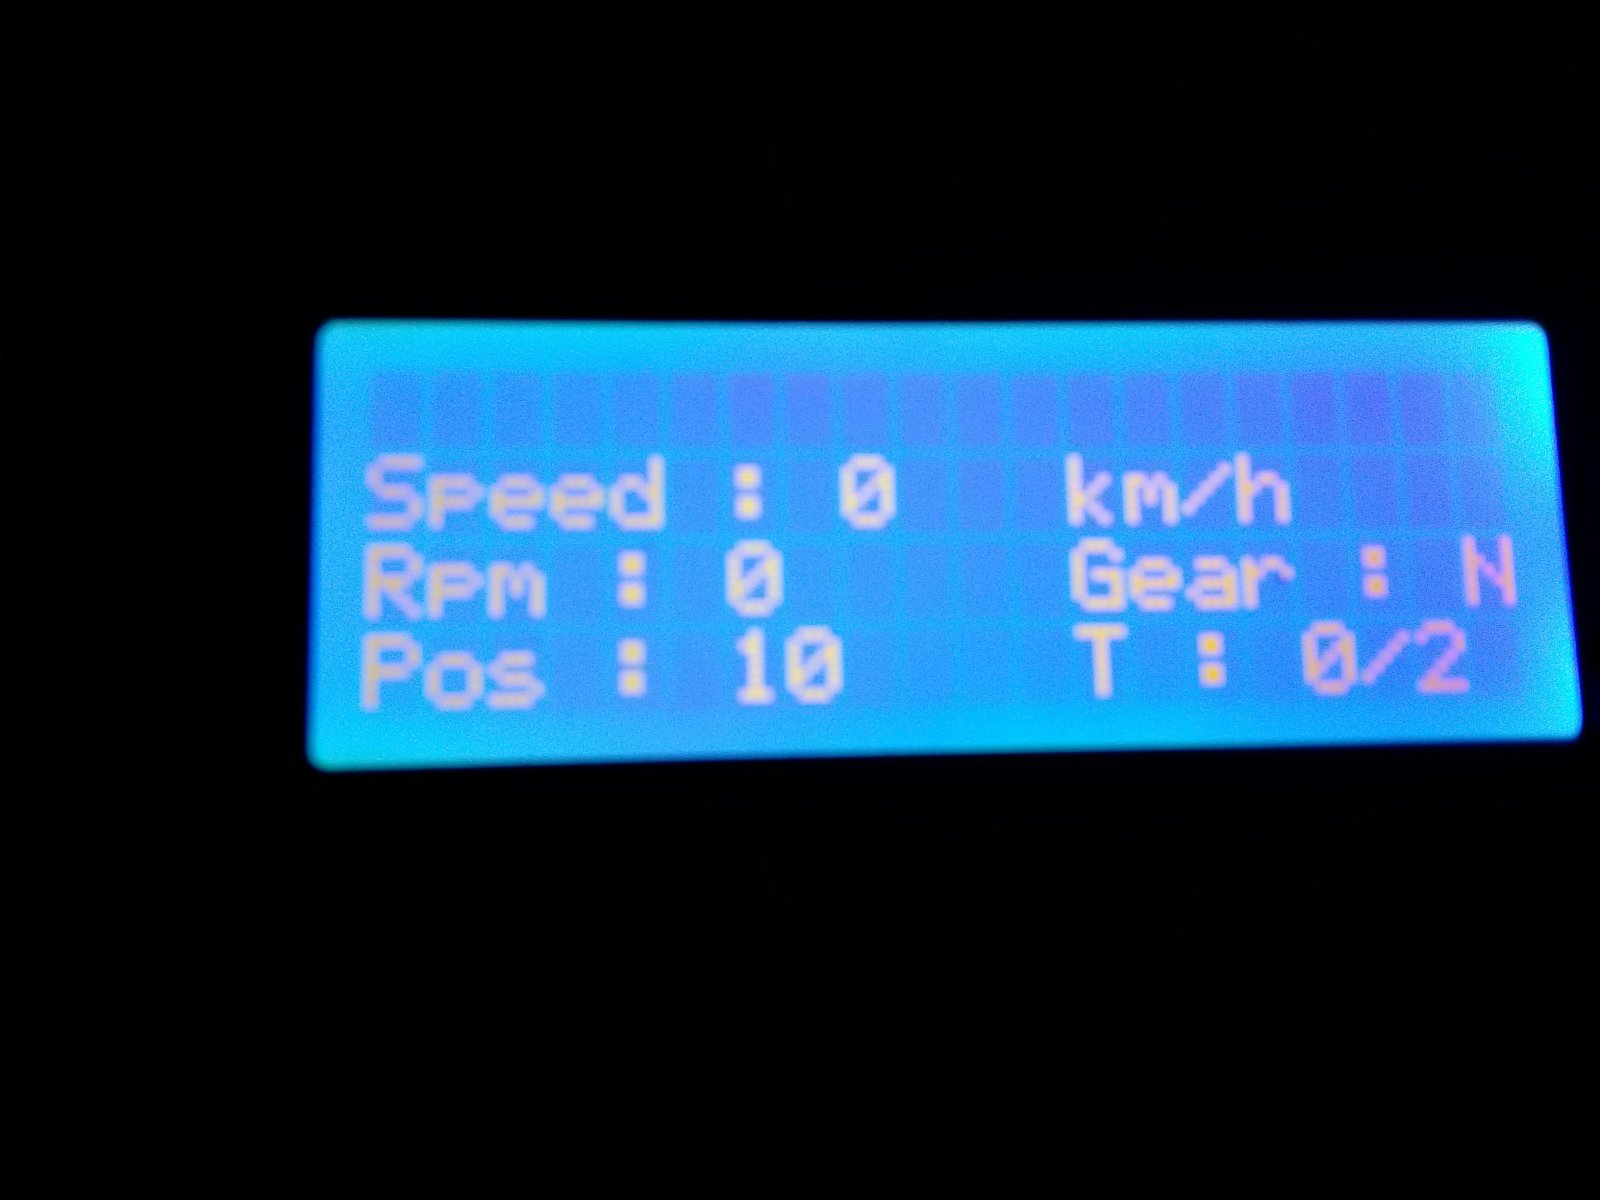 Speed : 0 km/h
Rpm : 0 Gear : N
Pos : 10 T : 0/2